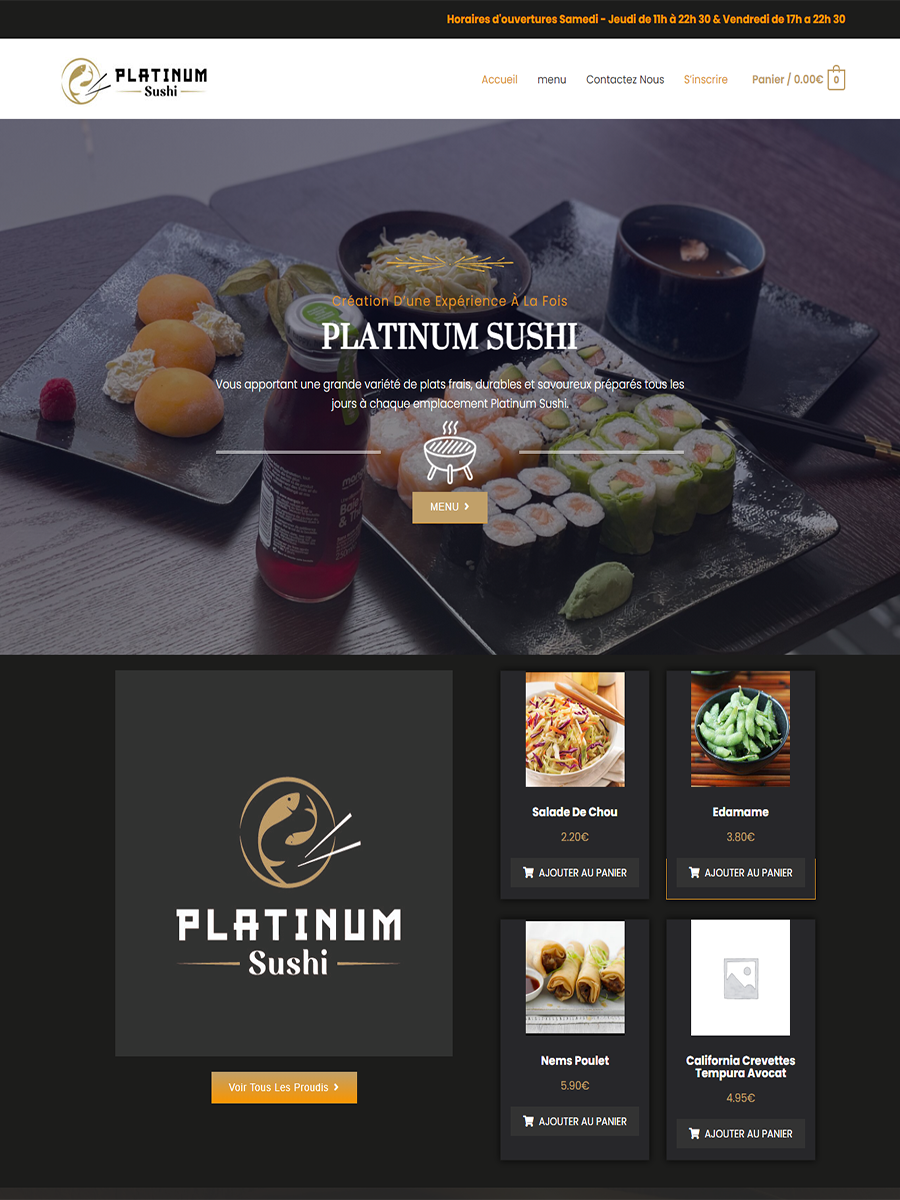 Horaires d'ouvertures Samedi - Jeudi de 11h à 22h 30 & Vendredi de 17h a 22h 30
PLATINUM
Sushi
Accueil menu Contactez Nous S'inscrire Panier / 0.00€ 0
Création D'une Expérience À La Fois
PLATINUM SUSHI
Vous apportant une grande variété de plats frais, durables et savoureux préparés tous les
jours à chaque emplacement Platinum Sushi.
MENU
PLATINUM
Sushi
Voir Tous Les Proudis
Salade De Chou
2.20€
AJOUTER AU PANIER
Edamame
3.80€
AJOUTER AU PANIER
Nems Poulet
5.90€
AJOUTER AU PANIER
California Crevettes
Tempura Avocat
4.95€
AJOUTER AU PANIER